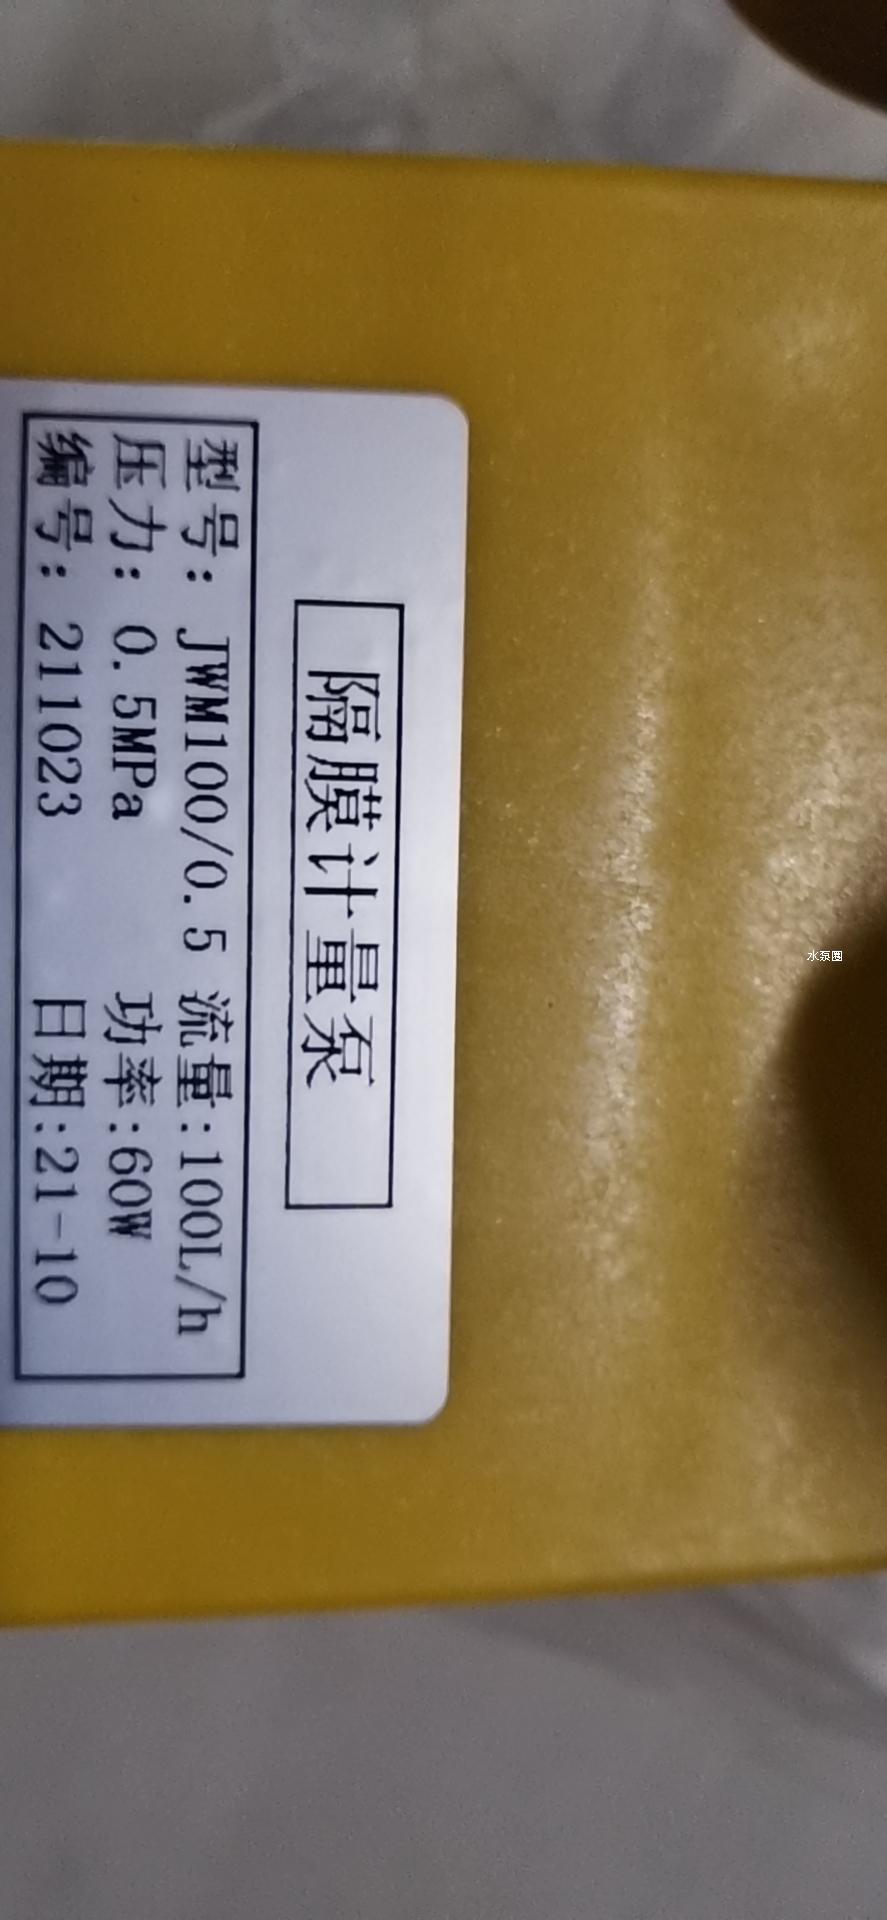 隔膜计量泵
型号: JWM100/0.5 流量:100L/h
压力: 0.5MPa 功率:60W
编号: 211023 日期:21-10
水泵圈